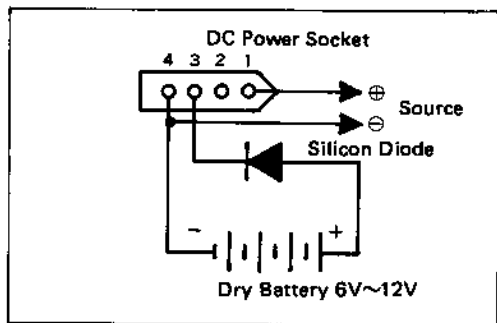 DC Power Socket
4 3 2 1
⊕
Source
⊖
Silicon Diode
- +
Dry Battery 6V~12V